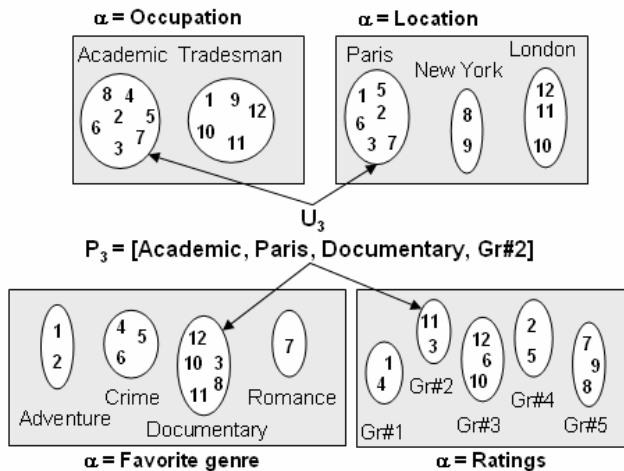 α = Occupation
α = Location
Academic Tradesman
8 4
2 5
6 7
3
1 9
12
10
11
Paris
New York
London
1 5
2
6
3 7
8
9
12
11
10
U3
P3 = [Academic, Paris, Documentary, Gr#2]
1
2
Adventure
4 5
6
Crime
12
10 3
8
11
Documentary
7
Romance
1
4
Gr#1
11
3
Gr#2
12
6
10
Gr#3
2
5
Gr#4
7
9
8
Gr#5
α = Favorite genre
α = Ratings